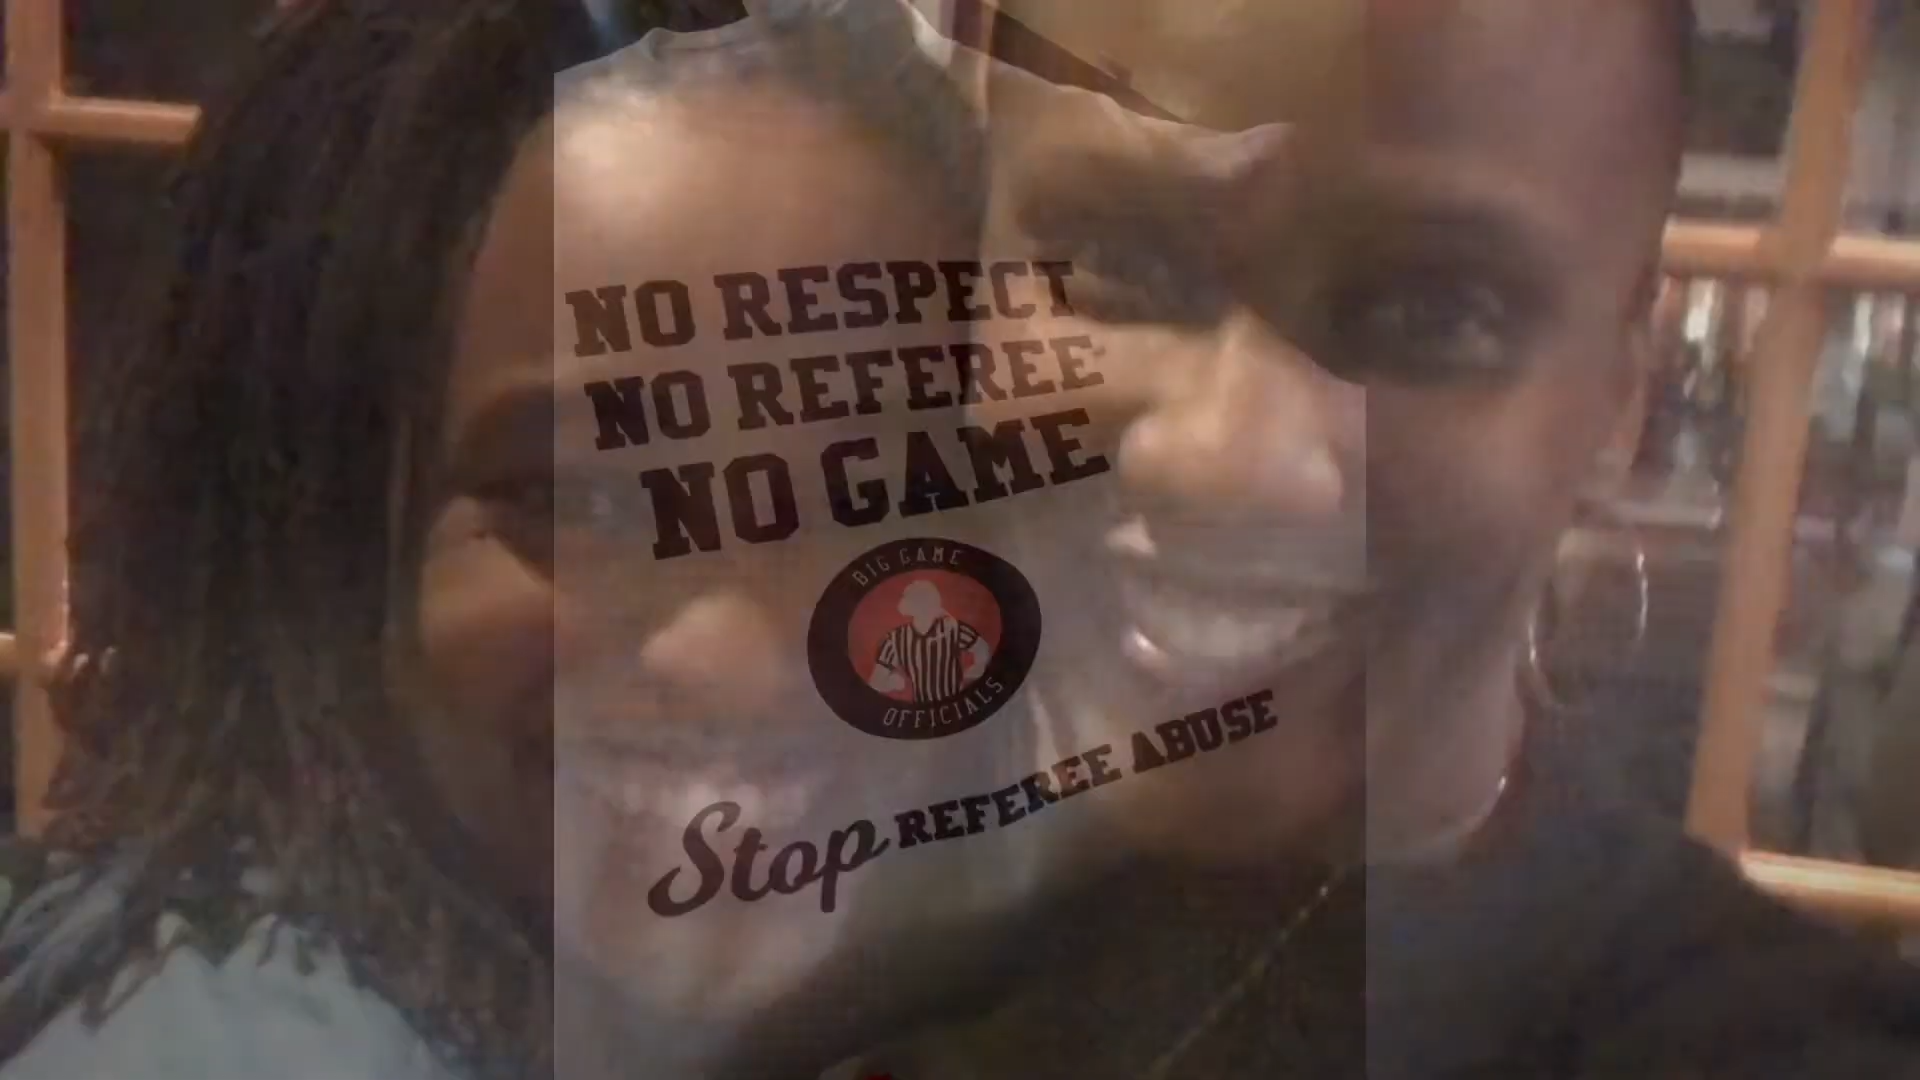 NO RESPECT
NO REFEREE
NO GAME
BIG GAME
OFFICIALS
Stop REFEREE ABUSE